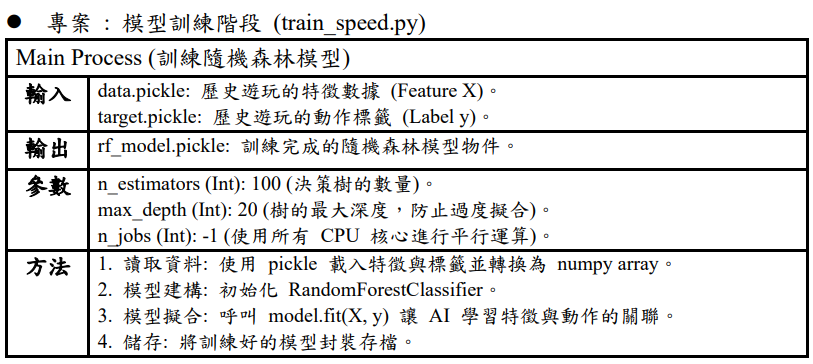 ● 專案 : 模型訓練階段 (train_speed.py)
Main Process (訓練隨機森林模型)
輸入
data.pickle: 歷史遊玩的特徵數據 (Feature X)。
target.pickle: 歷史遊玩的動作標籤 (Label y)。
輸出
rf_model.pickle: 訓練完成的隨機森林模型物件。
參數
n_estimators (Int): 100 (決策樹的數量)。
max_depth (Int): 20 (樹的最大深度，防止過度擬合)。
n_jobs (Int): -1 (使用所有 CPU 核心進行平行運算)。
方法
1. 讀取資料: 使用 pickle 載入特徵與標籤並轉換為 numpy array。
2. 模型建構: 初始化 RandomForestClassifier。
3. 模型擬合: 呼叫 model.fit(X, y) 讓 AI 學習特徵與動作的關聯。
4. 儲存: 將訓練好的模型封裝存檔。